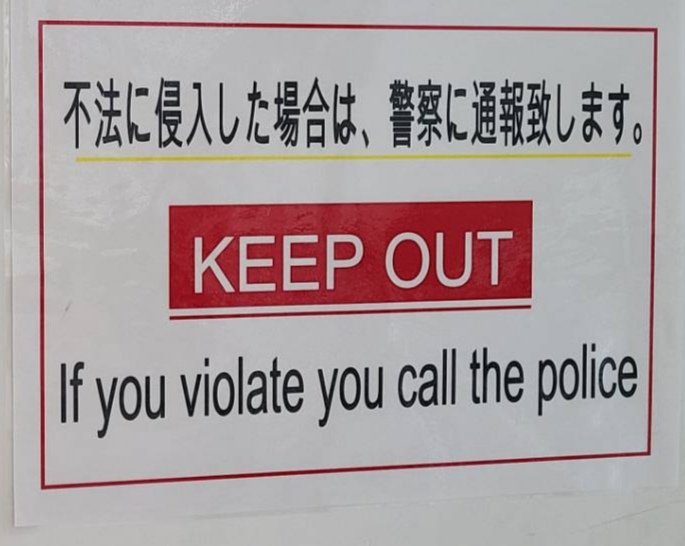 不法に侵入した場合は、警察に通報致します。
KEEP OUT
If you violate you call the police